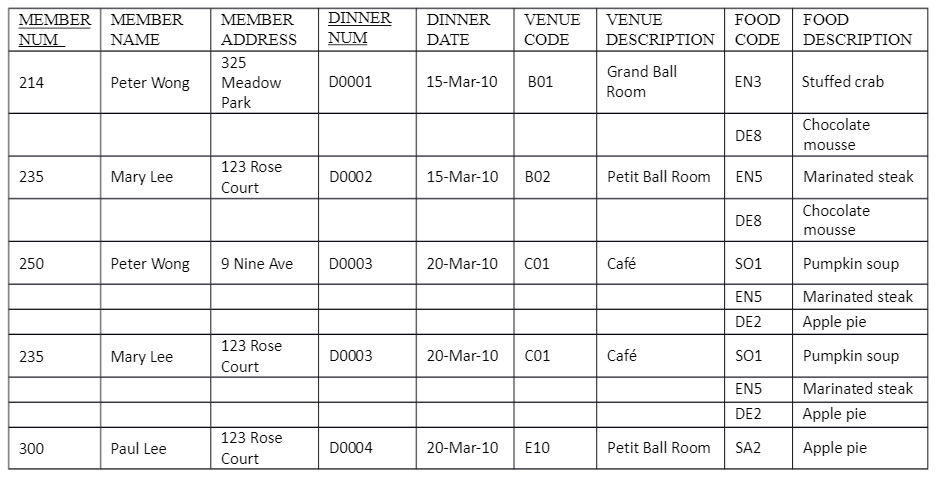 MEMBER NUM MEMBER NAME MEMBER ADDRESS DINNER NUM DINNER DATE VENUE CODE VENUE DESCRIPTION FOOD CODE FOOD DESCRIPTION
214 Peter Wong 325 Meadow Park D0001 15-Mar-10 B01 Grand Ball Room EN3 Stuffed crab
DE8 Chocolate mousse
235 Mary Lee 123 Rose Court D0002 15-Mar-10 B02 Petit Ball Room EN5 Marinated steak
DE8 Chocolate mousse
250 Peter Wong 9 Nine Ave D0003 20-Mar-10 C01 Café SO1 Pumpkin soup
EN5 Marinated steak
DE2 Apple pie
235 Mary Lee 123 Rose Court D0003 20-Mar-10 C01 Café SO1 Pumpkin soup
EN5 Marinated steak
DE2 Apple pie
300 Paul Lee 123 Rose Court D0004 20-Mar-10 E10 Petit Ball Room SA2 Apple pie